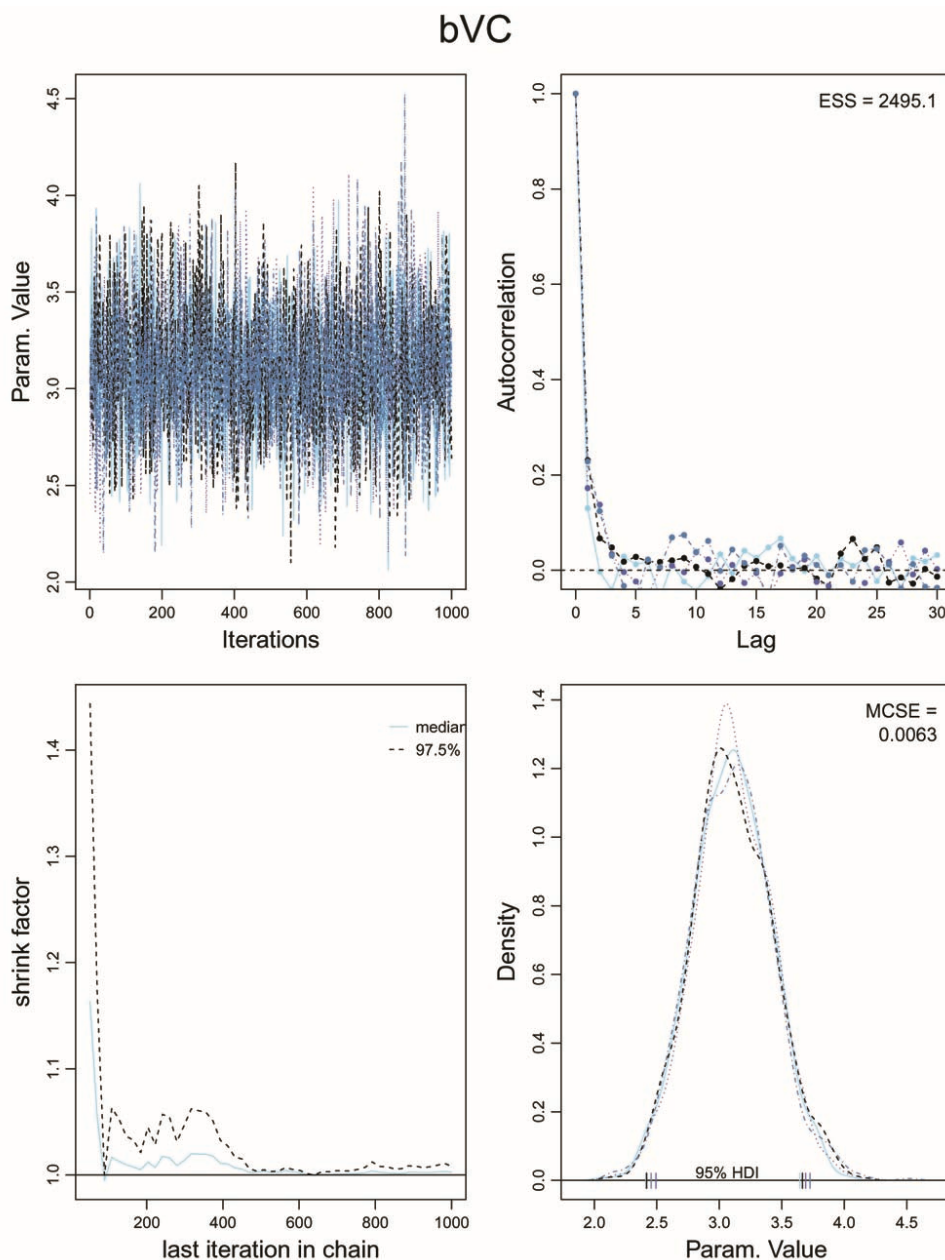 bVC
4.5
4.0
3.5
3.0
2.5
2.0
Param. Value
0 200 400 600 800 1000
Iterations
ESS = 2495.1
1.0
0.8
0.6
0.4
0.2
0.0
Autocorrelation
0 5 10 15 20 25 30
Lag
median
97.5%
1.4
1.3
1.2
1.1
1.0
shrink factor
200 400 600 800 1000
last iteration in chain
MCSE =
0.0063
1.4
1.2
1.0
0.8
0.6
0.4
0.2
0.0
Density
95% HDI
2.0 2.5 3.0 3.5 4.0 4.5
Param. Value